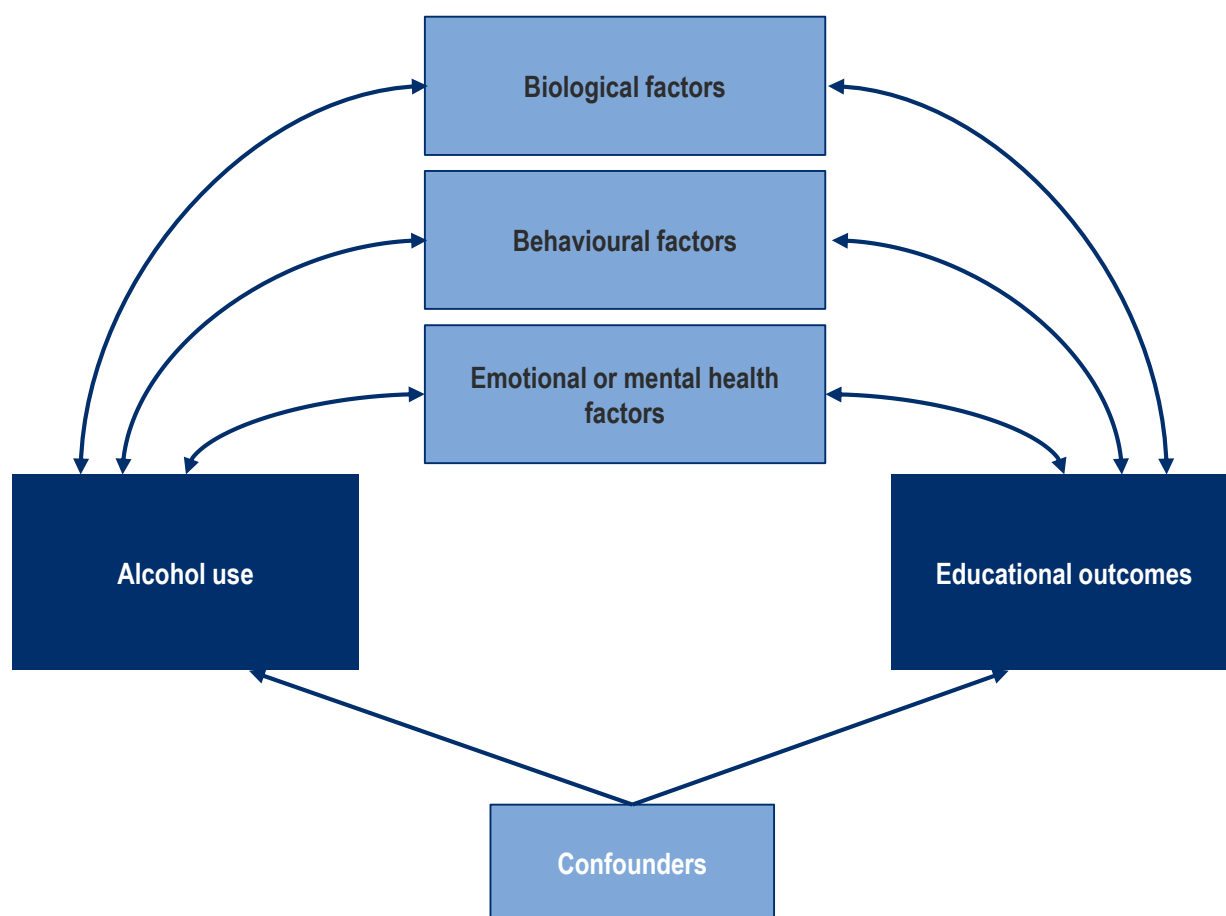 Biological factors
Behavioural factors
Emotional or mental health
factors
Alcohol use
Educational outcomes
Confounders